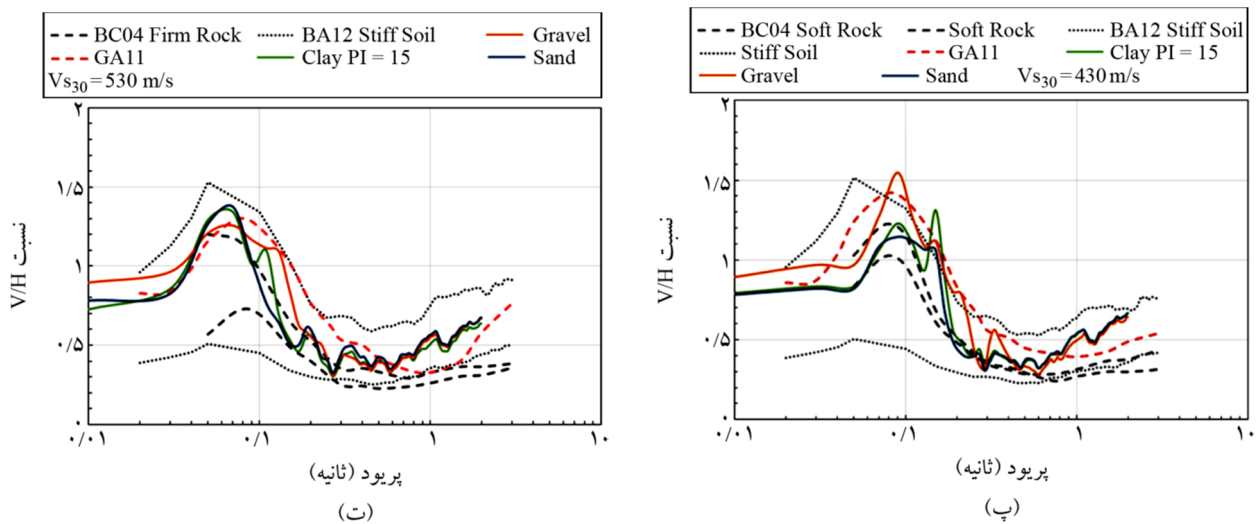 BC04 Firm Rock BA12 Stiff Soil Gravel
GA11 Clay PI = 15 Sand
Vs30 = 530 m/s
نسبت V/H
۲
۱/۵
۱
۰/۵
۰
۰/۰۱ ۰/۱ ۱ ۱۰
پریود (ثانیه)
(ت)
BC04 Soft Rock Soft Rock BA12 Stiff Soil
Stiff Soil GA11 Clay PI = 15
Gravel Sand Vs30 = 430 m/s
نسبت V/H
۲
۱/۵
۱
۰/۵
۰
۰/۰۱ ۰/۱ ۱ ۱۰
پریود (ثانیه)
(پ)